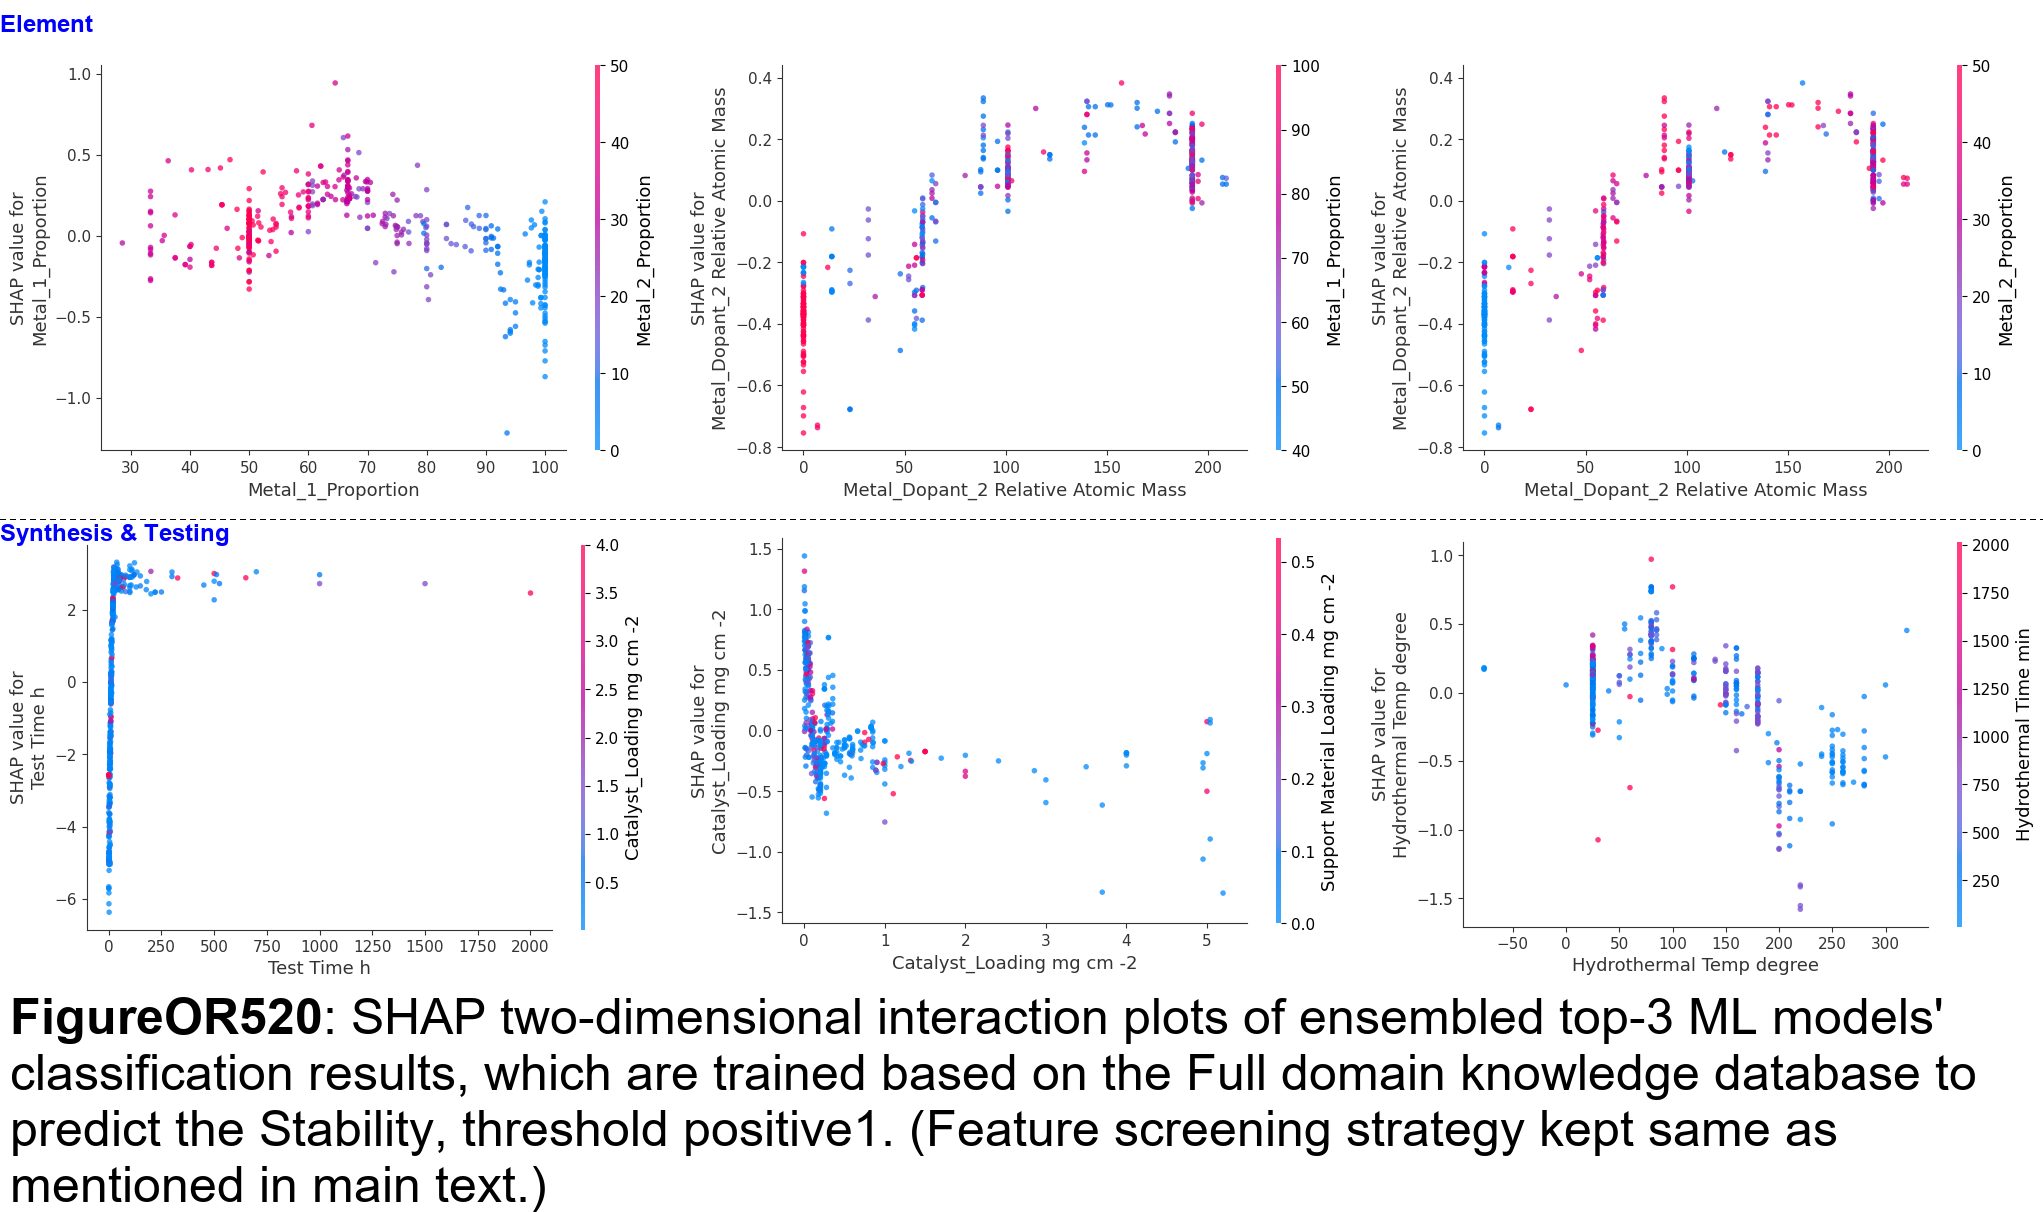 Element
1.0
0.5
0.0
−0.5
−1.0
SHAP value for
Metal_1_Proportion
30 40 50 60 70 80 90 100
Metal_1_Proportion
50
40
30
20
10
0
Metal_2_Proportion
0.4
0.2
0.0
−0.2
−0.4
−0.6
−0.8
SHAP value for
Metal_Dopant_2 Relative Atomic Mass
0 50 100 150 200
Metal_Dopant_2 Relative Atomic Mass
100
90
80
70
60
50
40
Metal_1_Proportion
0.4
0.2
0.0
−0.2
−0.4
−0.6
−0.8
SHAP value for
Metal_Dopant_2 Relative Atomic Mass
0 50 100 150 200
Metal_Dopant_2 Relative Atomic Mass
50
40
30
20
10
0
Metal_2_Proportion
Synthesis & Testing
2
0
−2
−4
−6
SHAP value for
Test Time h
0 250 500 750 1000 1250 1500 1750 2000
Test Time h
4.0
3.5
3.0
2.5
2.0
1.5
1.0
0.5
Catalyst_Loading mg cm -2
1.5
1.0
0.5
0.0
−0.5
−1.0
−1.5
SHAP value for
Catalyst_Loading mg cm -2
0 1 2 3 4 5
Catalyst_Loading mg cm -2
0.5
0.4
0.3
0.2
0.1
0.0
Support Material Loading mg cm -2
1.0
0.5
0.0
−0.5
−1.0
−1.5
SHAP value for
Hydrothermal Temp degree
−50 0 50 100 150 200 250 300
Hydrothermal Temp degree
2000
1750
1500
1250
1000
750
500
250
Hydrothermal Time min
FigureOR520: SHAP two-dimensional interaction plots of ensembled top-3 ML models'
classification results, which are trained based on the Full domain knowledge database to
predict the Stability, threshold positive1. (Feature screening strategy kept same as
mentioned in main text.)